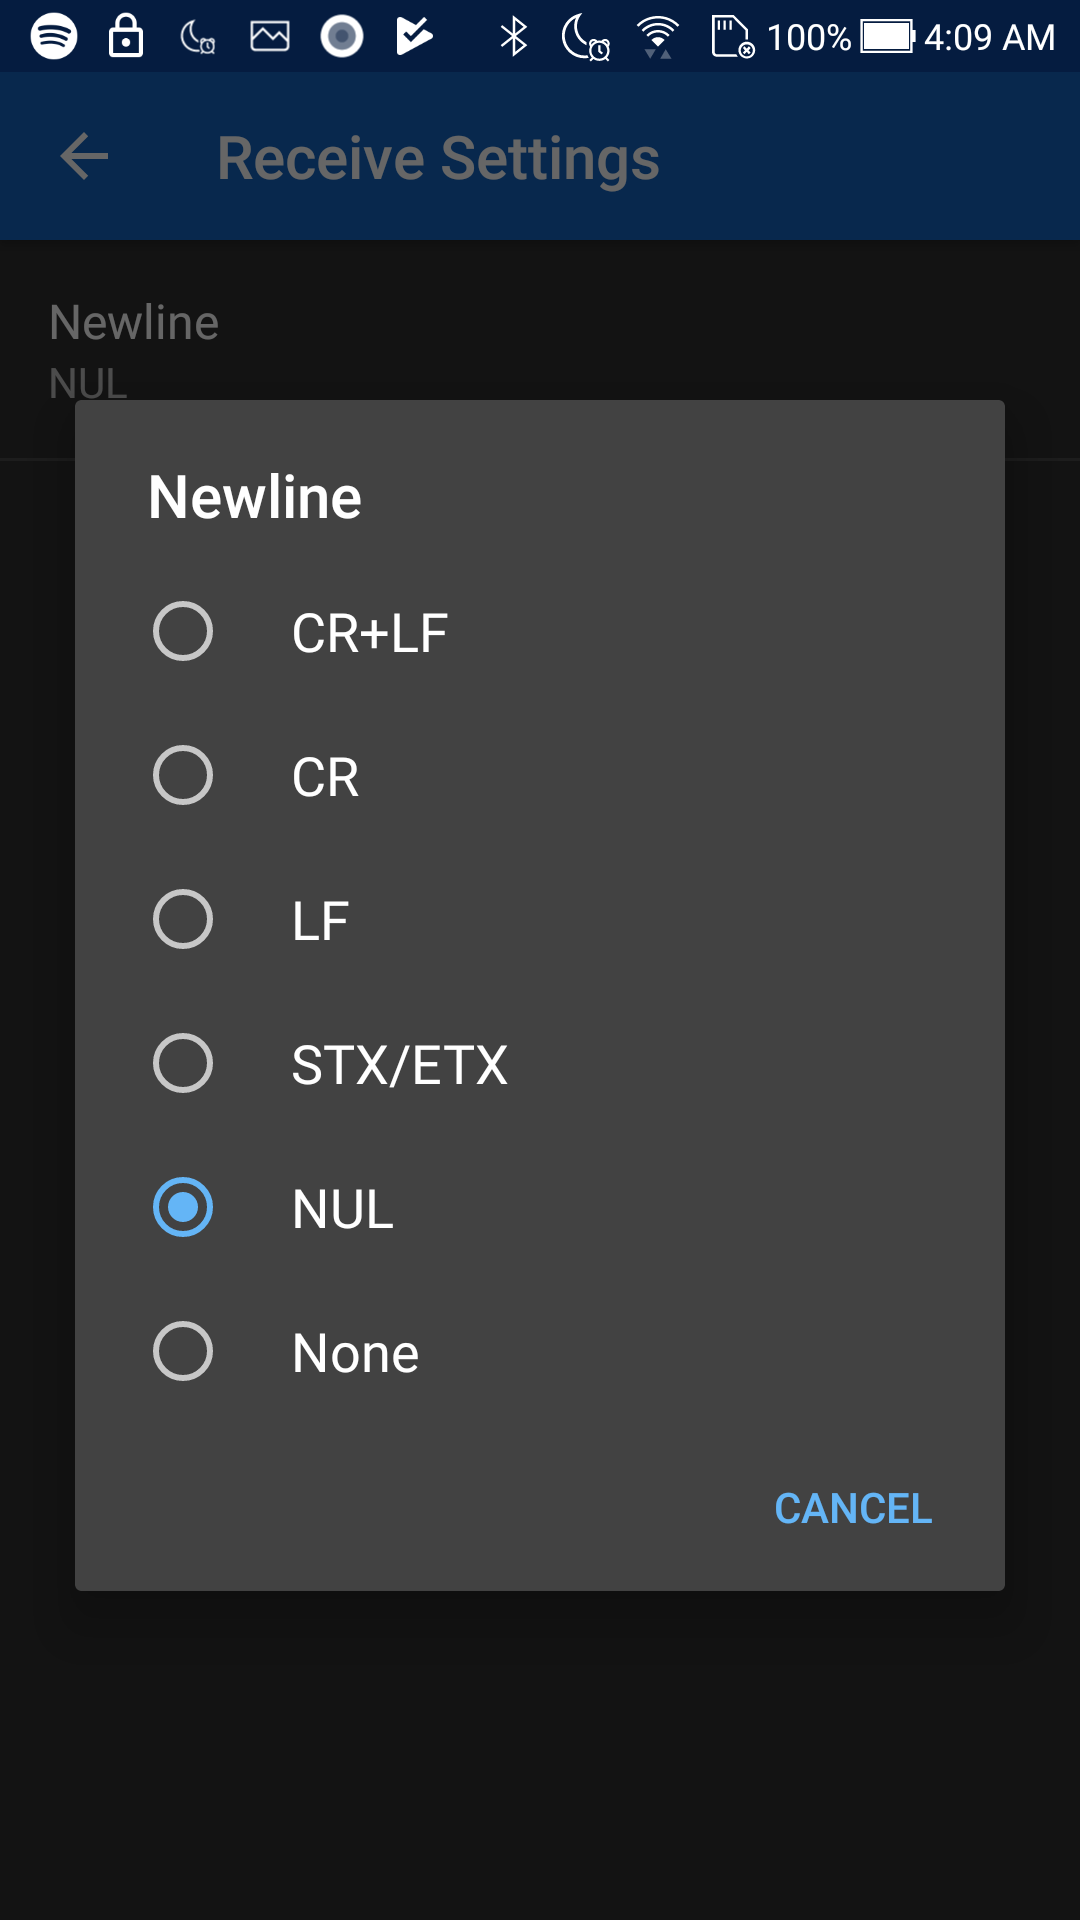 100% 4:09 AM
Receive Settings
Newline
NUL
Newline
CR+LF
CR
LF
STX/ETX
NUL
None
CANCEL